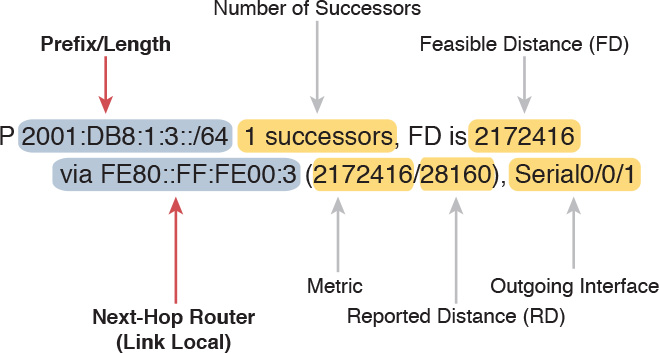 Number of Successors
Prefix/Length
Feasible Distance (FD)
P 2001:DB8:1:3::/64 1 successors, FD is 2172416
via FE80::FF:FE00:3 (2172416/28160), Serial0/0/1
Metric
Outgoing Interface
Next-Hop Router
Reported Distance (RD)
(Link Local)